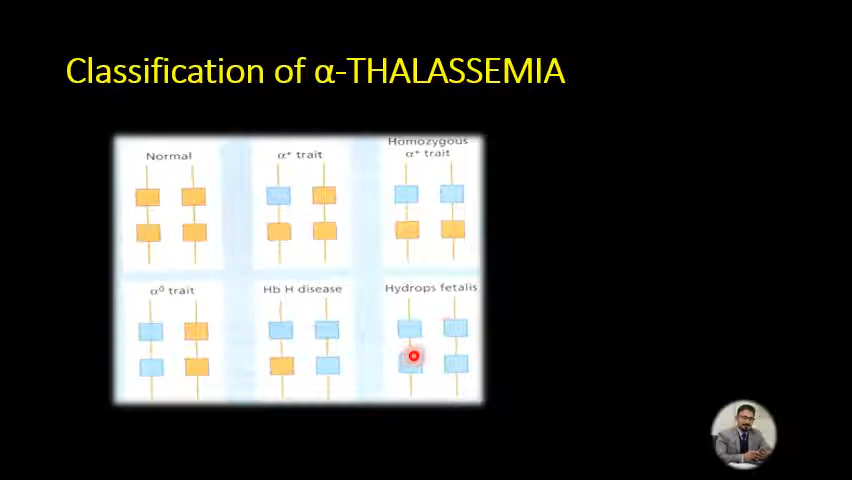 Classification of α-THALASSEMIA
Normal
α⁺ trait
Homozygous
α⁺ trait
α⁰ trait
Hb H disease
Hydrops fetalis